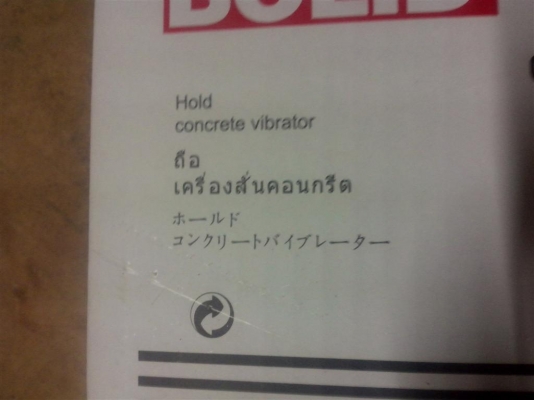 Hold
concrete vibrator
ถือ
เครื่องสั่นคอนกรีต
ホールド
コンクリートバイブレーター